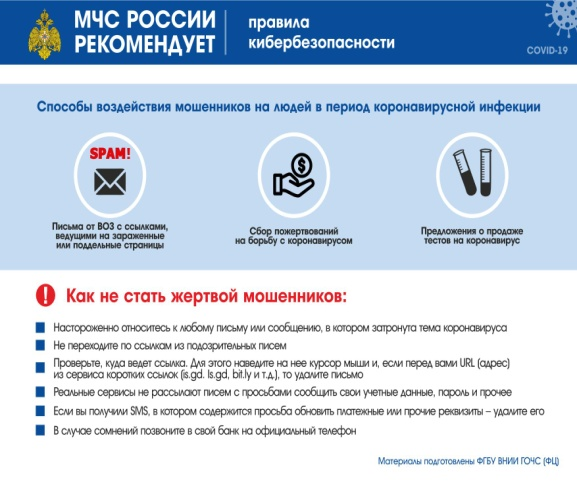 МЧС РОССИИ
РЕКОМЕНДУЕТ
правила
кибербезопасности
COVID-19
Способы воздействия мошенников на людей в период коронавирусной инфекции
SPAM!
$
Письма от ВОЗ с ссылками,
ведущими на зараженные
или поддельные страницы
Сбор пожертвований
на борьбу с коронавирусом
Предложения о продаже
тестов на коронавирус
! Как не стать жертвой мошенников:
Настороженно относитесь к любому письму или сообщению, в котором затронута тема коронавируса
Не переходите по ссылкам из подозрительных писем
Проверьте, куда ведет ссылка. Для этого наведите на нее курсор мыши и, если перед вами URL (адрес)
из сервиса коротких ссылок (is.gd. ls.gd, bit.ly и т.д.), то удалите письмо
Реальные сервисы не рассылают писем с просьбами сообщить свои учетные данные, пароль и прочее
Если вы получили SMS, в котором содержится просьба обновить платежные или прочие реквизиты – удалите его
В случае сомнений позвоните в свой банк на официальный телефон
Материалы подготовлены ФГБУ ВНИИ ГОЧС (ФЦ)